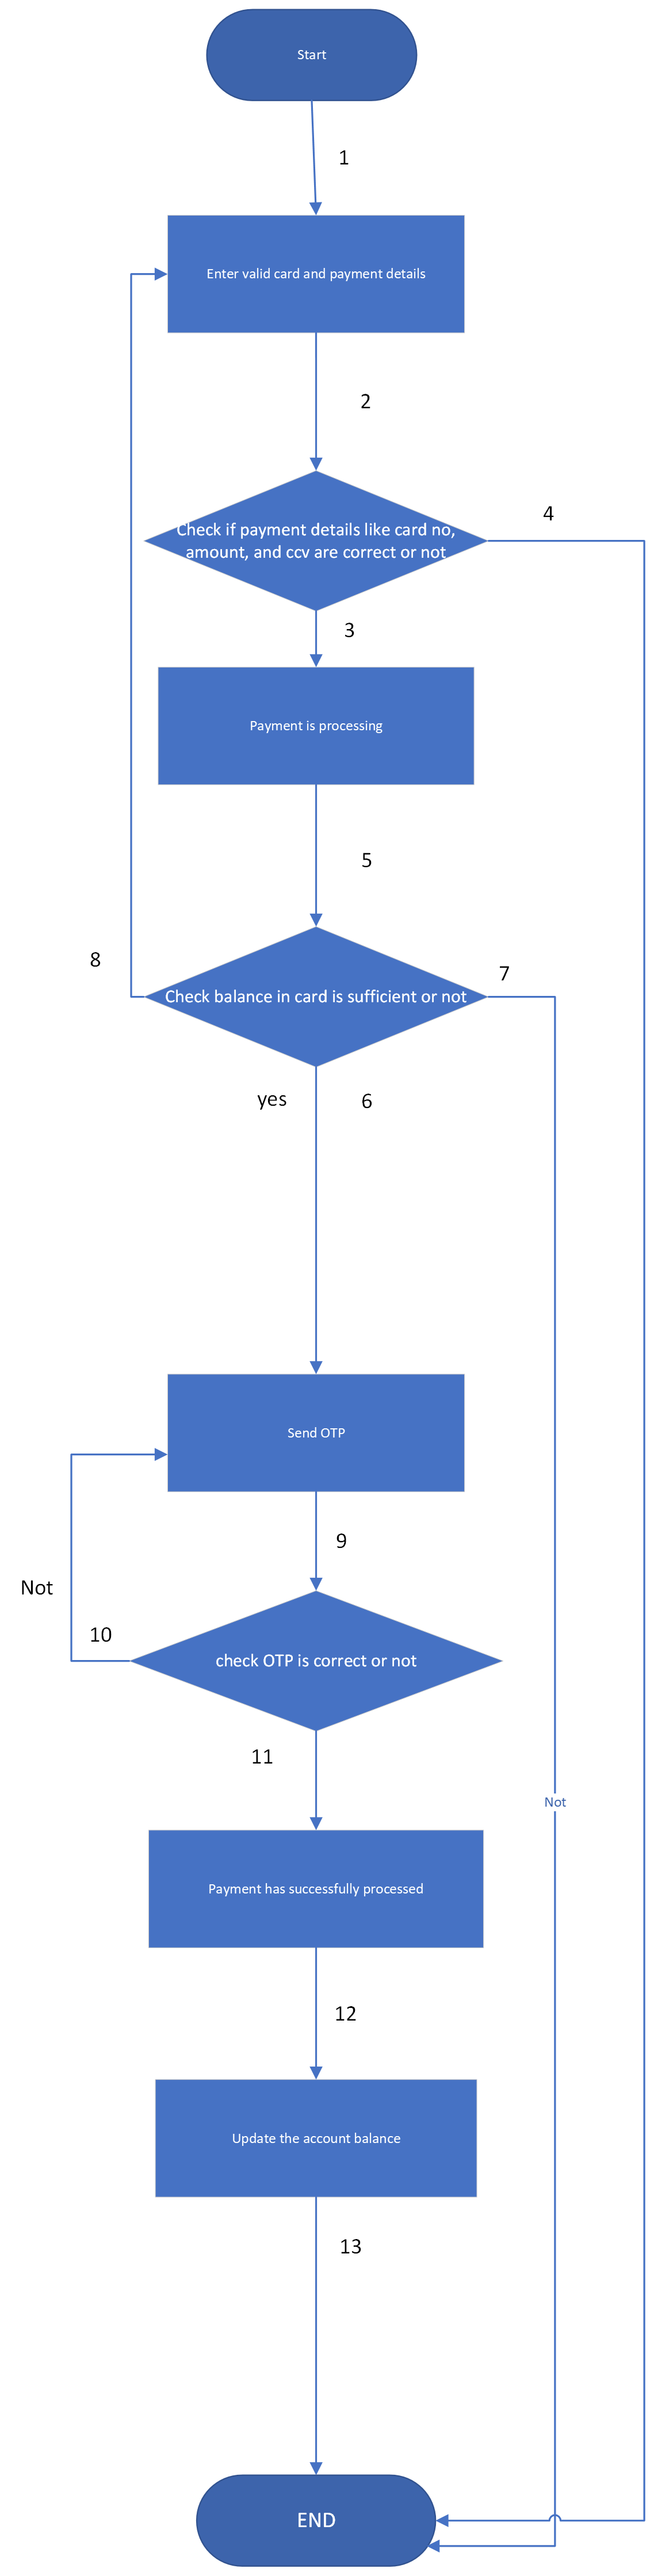 Start
1
Enter valid card and payment details
2
4
Check if payment details like card no,
amount, and ccv are correct or not
3
Payment is processing
5
8
7
Check balance in card is sufficient or not
yes
6
Send OTP
9
Not
10
check OTP is correct or not
11
Not
Payment has successfully processed
12
Update the account balance
13
END